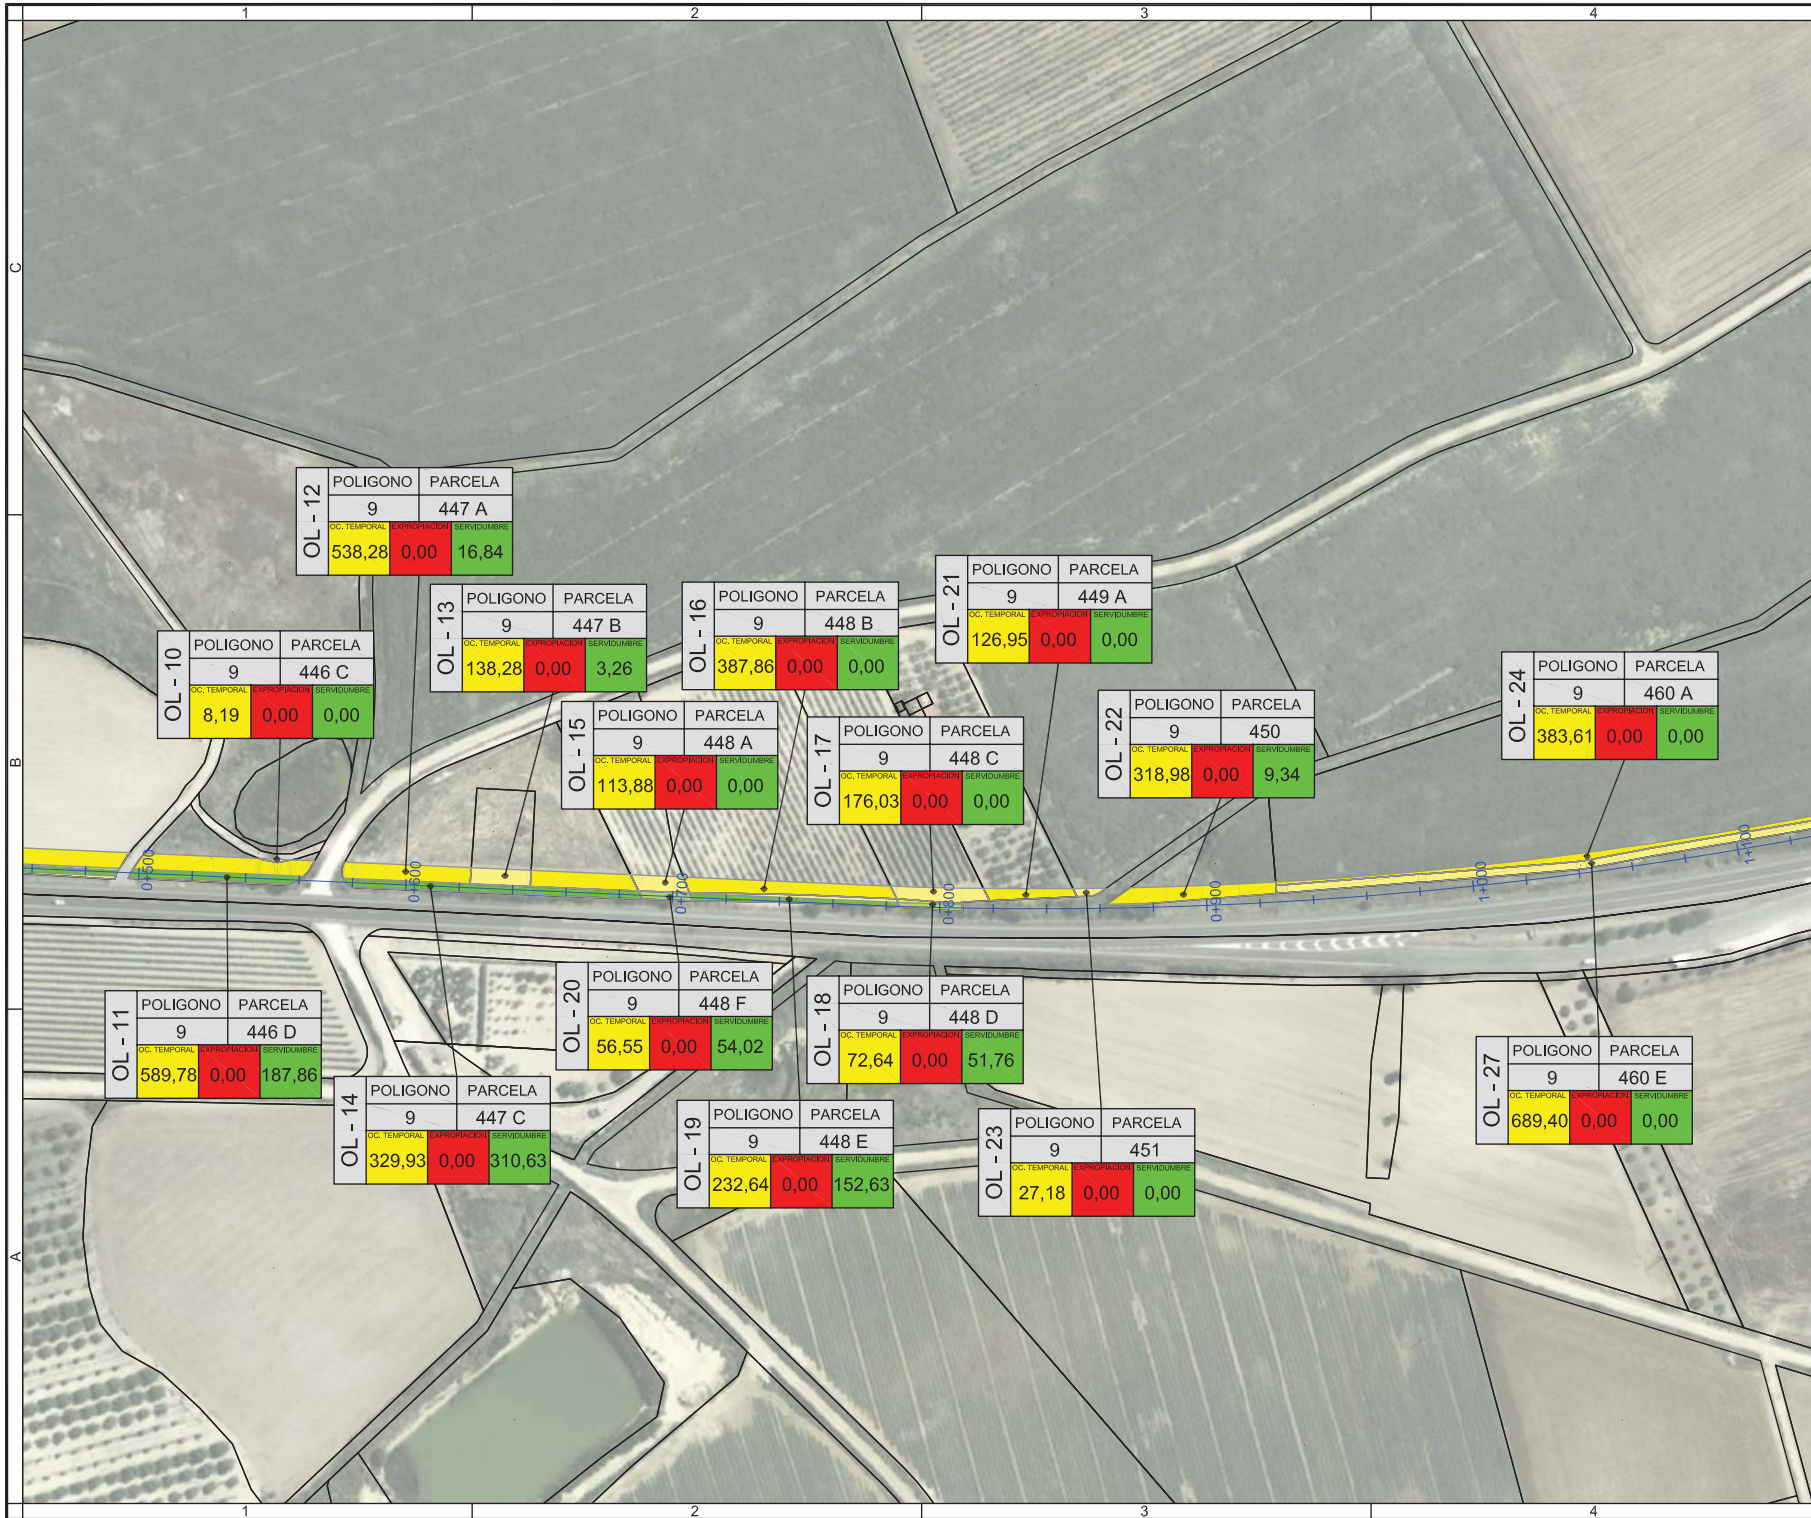 1 2 3 4
C
B
A
OL - 12
POLIGONO PARCELA
9 447 A
OC. TEMPORAL EXPROPIACION SERVIDUMBRE
538,28 0,00 16,84
OL - 13
POLIGONO PARCELA
9 447 B
OC. TEMPORAL EXPROPIACION SERVIDUMBRE
138,28 0,00 3,26
OL - 16
POLIGONO PARCELA
9 448 B
OC. TEMPORAL EXPROPIACION SERVIDUMBRE
387,86 0,00 0,00
OL - 21
POLIGONO PARCELA
9 449 A
OC. TEMPORAL EXPROPIACION SERVIDUMBRE
126,95 0,00 0,00
OL - 10
POLIGONO PARCELA
9 446 C
OC. TEMPORAL EXPROPIACION SERVIDUMBRE
8,19 0,00 0,00
OL - 15
POLIGONO PARCELA
9 448 A
OC. TEMPORAL EXPROPIACION SERVIDUMBRE
113,88 0,00 0,00
OL - 17
POLIGONO PARCELA
9 448 C
OC. TEMPORAL EXPROPIACION SERVIDUMBRE
176,03 0,00 0,00
OL - 22
POLIGONO PARCELA
9 450
OC. TEMPORAL EXPROPIACION SERVIDUMBRE
318,98 0,00 9,34
OL - 24
POLIGONO PARCELA
9 460 A
OC. TEMPORAL EXPROPIACION SERVIDUMBRE
383,61 0,00 0,00
0+500
0+600
0+700
0+800
0+900
1+000
1+100
OL - 11
POLIGONO PARCELA
9 446 D
OC. TEMPORAL EXPROPIACION SERVIDUMBRE
589,78 0,00 187,86
OL - 20
POLIGONO PARCELA
9 448 F
OC. TEMPORAL EXPROPIACION SERVIDUMBRE
56,55 0,00 54,02
OL - 18
POLIGONO PARCELA
9 448 D
OC. TEMPORAL EXPROPIACION SERVIDUMBRE
72,64 0,00 51,76
OL - 27
POLIGONO PARCELA
9 460 E
OC. TEMPORAL EXPROPIACION SERVIDUMBRE
689,40 0,00 0,00
OL - 14
POLIGONO PARCELA
9 447 C
OC. TEMPORAL EXPROPIACION SERVIDUMBRE
329,93 0,00 310,63
OL - 19
POLIGONO PARCELA
9 448 E
OC. TEMPORAL EXPROPIACION SERVIDUMBRE
232,64 0,00 152,63
OL - 23
POLIGONO PARCELA
9 451
OC. TEMPORAL EXPROPIACION SERVIDUMBRE
27,18 0,00 0,00
1 2 3 4